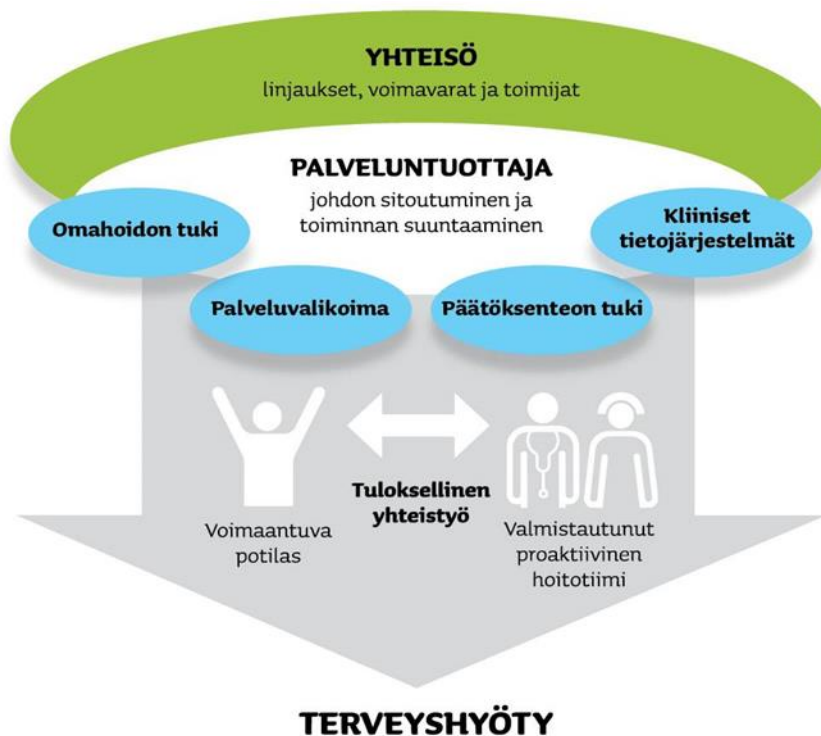 YHTEISÖ
linjaukset, voimavarat ja toimijat
PALVELUNTUOTTAJA
johdon sitoutuminen ja
toiminnan suuntaaminen
Omahoidon tuki
Kliiniset
tietojärjestelmät
Palveluvalikoima
Päätöksenteon tuki
Tuloksellinen
yhteistyö
Voimaantuva
potilas
Valmistautunut
proaktiivinen
hoitotiimi
TERVEYSHYÖTY